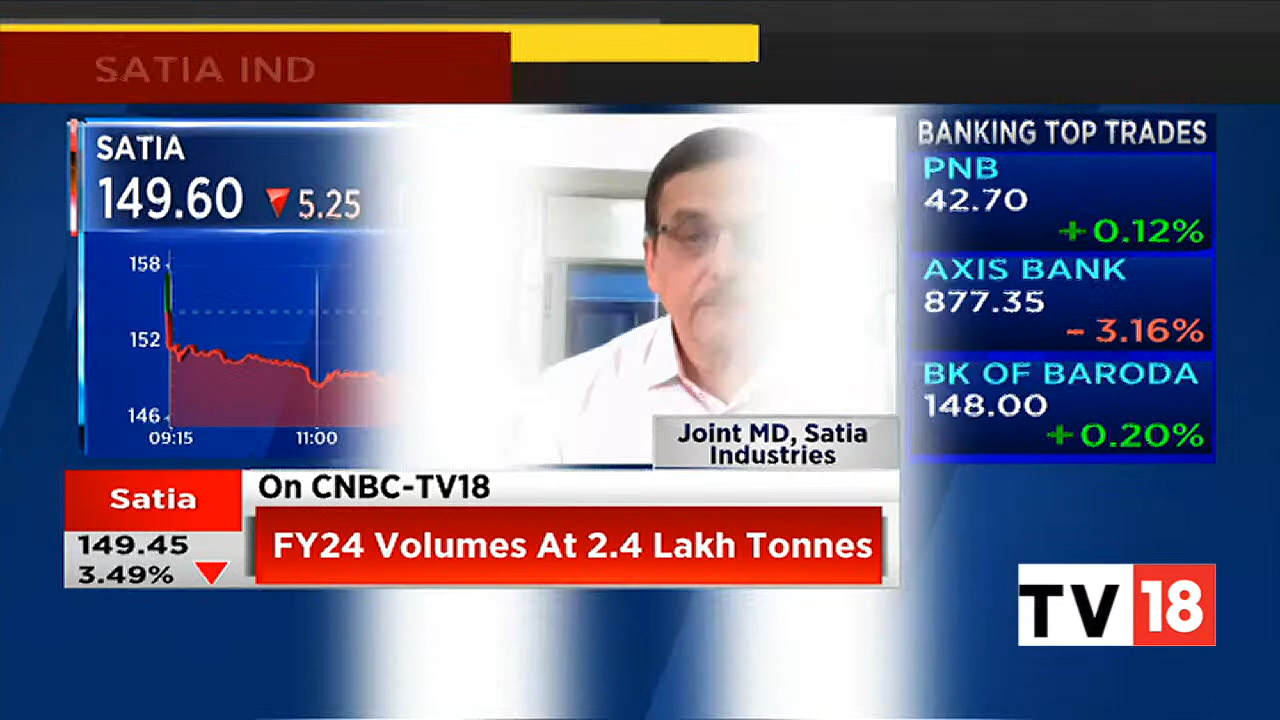 SATIA IND
SATIA
149.60 ▼ 5.25
158
152
146
09:15 11:00
Joint MD, Satia
Industries
BANKING TOP TRADES
PNB
42.70
+0.12%
AXIS BANK
877.35
- 3.16%
BK OF BARODA
148.00
+0.20%
Satia
149.45
3.49% ▼
On CNBC-TV18
FY24 Volumes At 2.4 Lakh Tonnes
TV18